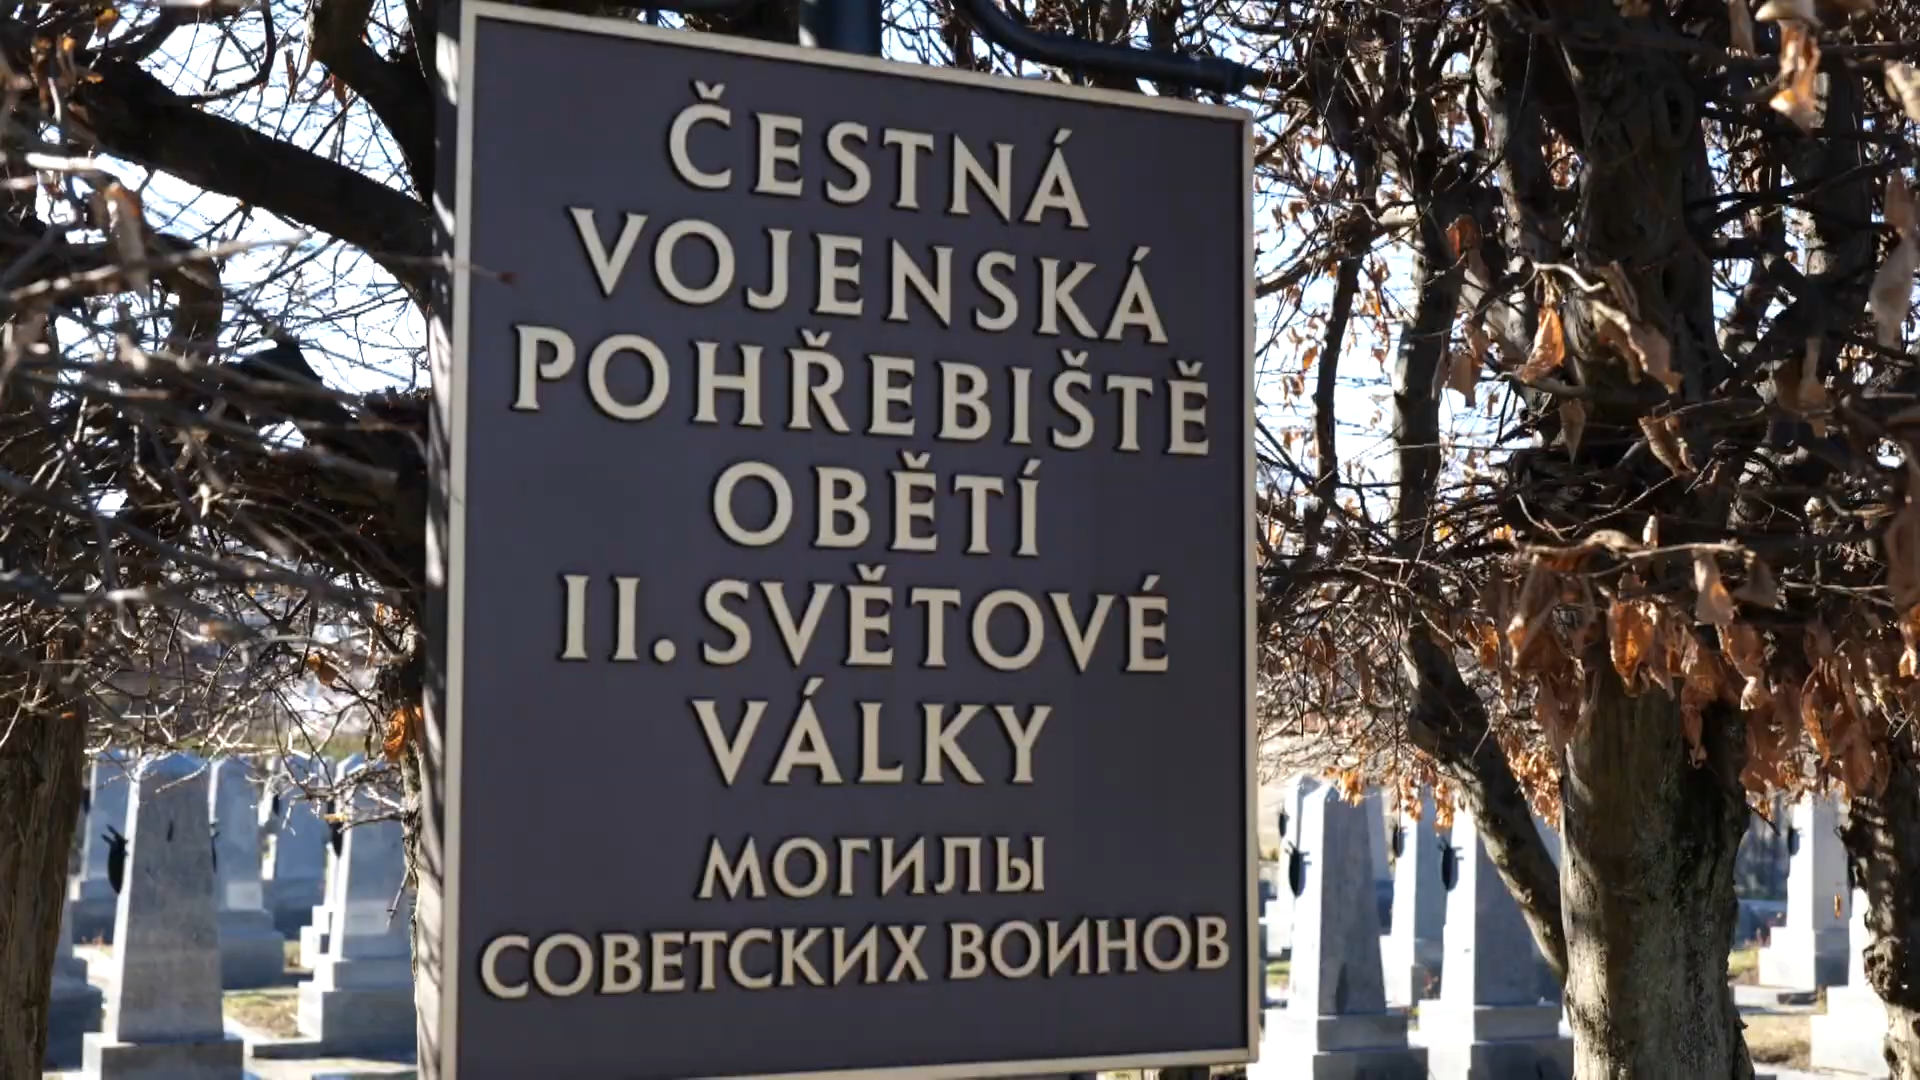 ČESTNÁ
VOJENSKÁ
POHŘEBIŠTĚ
OBĚTÍ
II. SVĚTOVÉ
VÁLKY
МОГИЛЫ
СОВЕТСКИХ ВОИНОВ